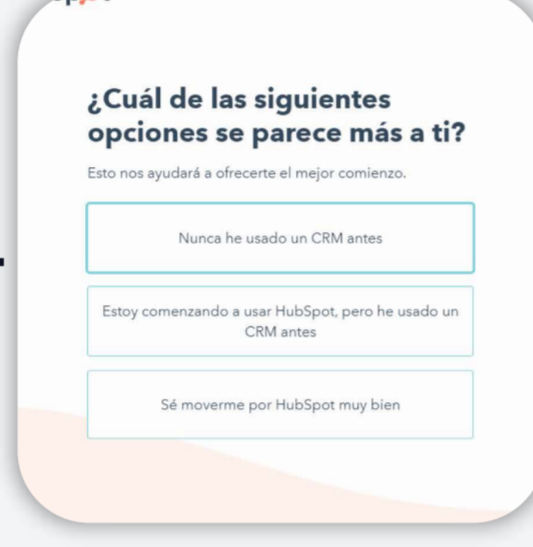 ¿Cuál de las siguientes
opciones se parece más a ti?
Esto nos ayudará a ofrecerte el mejor comienzo.
Nunca he usado un CRM antes
Estoy comenzando a usar HubSpot, pero he usado un
CRM antes
Sé moverme por HubSpot muy bien